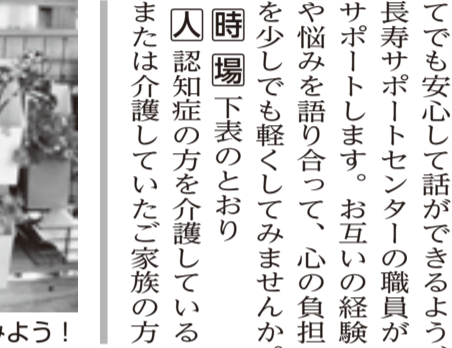 てでも安心して話ができるよう、
長寿サポートセンターの職員が
サポートします。お互いの経験
や悩みを語り合って、心の負担
を少しでも軽くしてみませんか。
時 場 下表のとおり
人 認知症の方を介護している
または介護していたご家族の方
みよう！